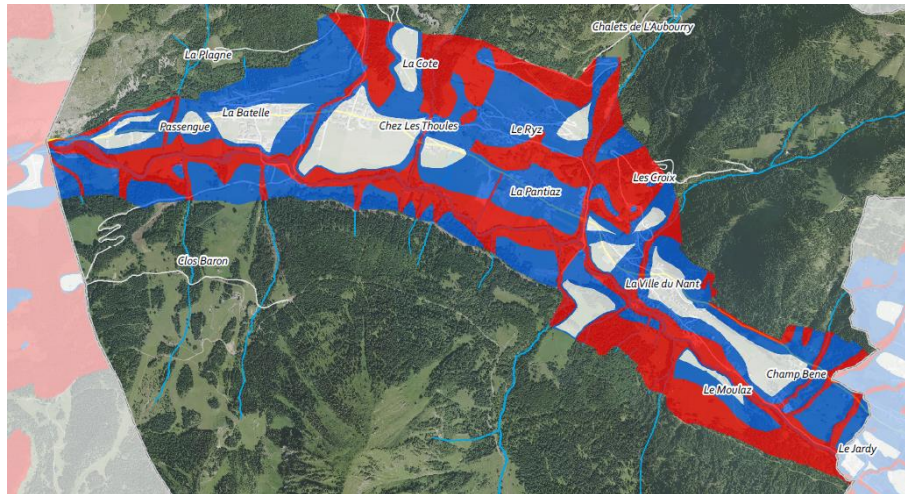 Chalets de L'Aubourry
La Plagne
La Cote
La Batelle
Passengue
Chez Les Thoules
Le Ryz
Les Croix
La Pantiaz
Clos Baron
La Ville du Nant
Champ Bene
Le Moulaz
Le Jardy